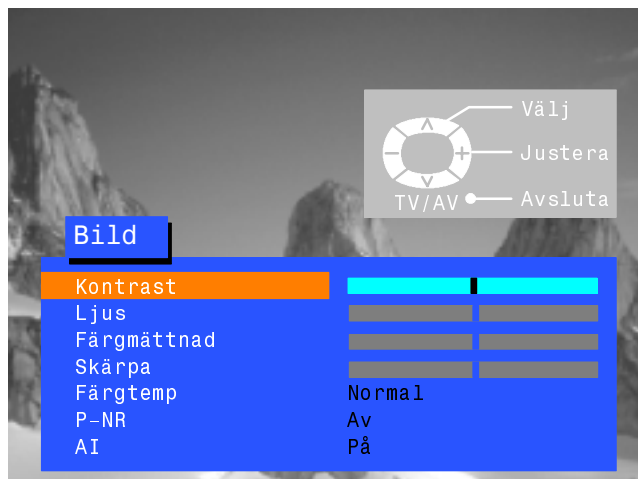 Välj
Justera
TV/AV Avsluta
Bild
Kontrast
Ljus
Färgmättnad
Skärpa
Färgtemp Normal
P-NR Av
AI På